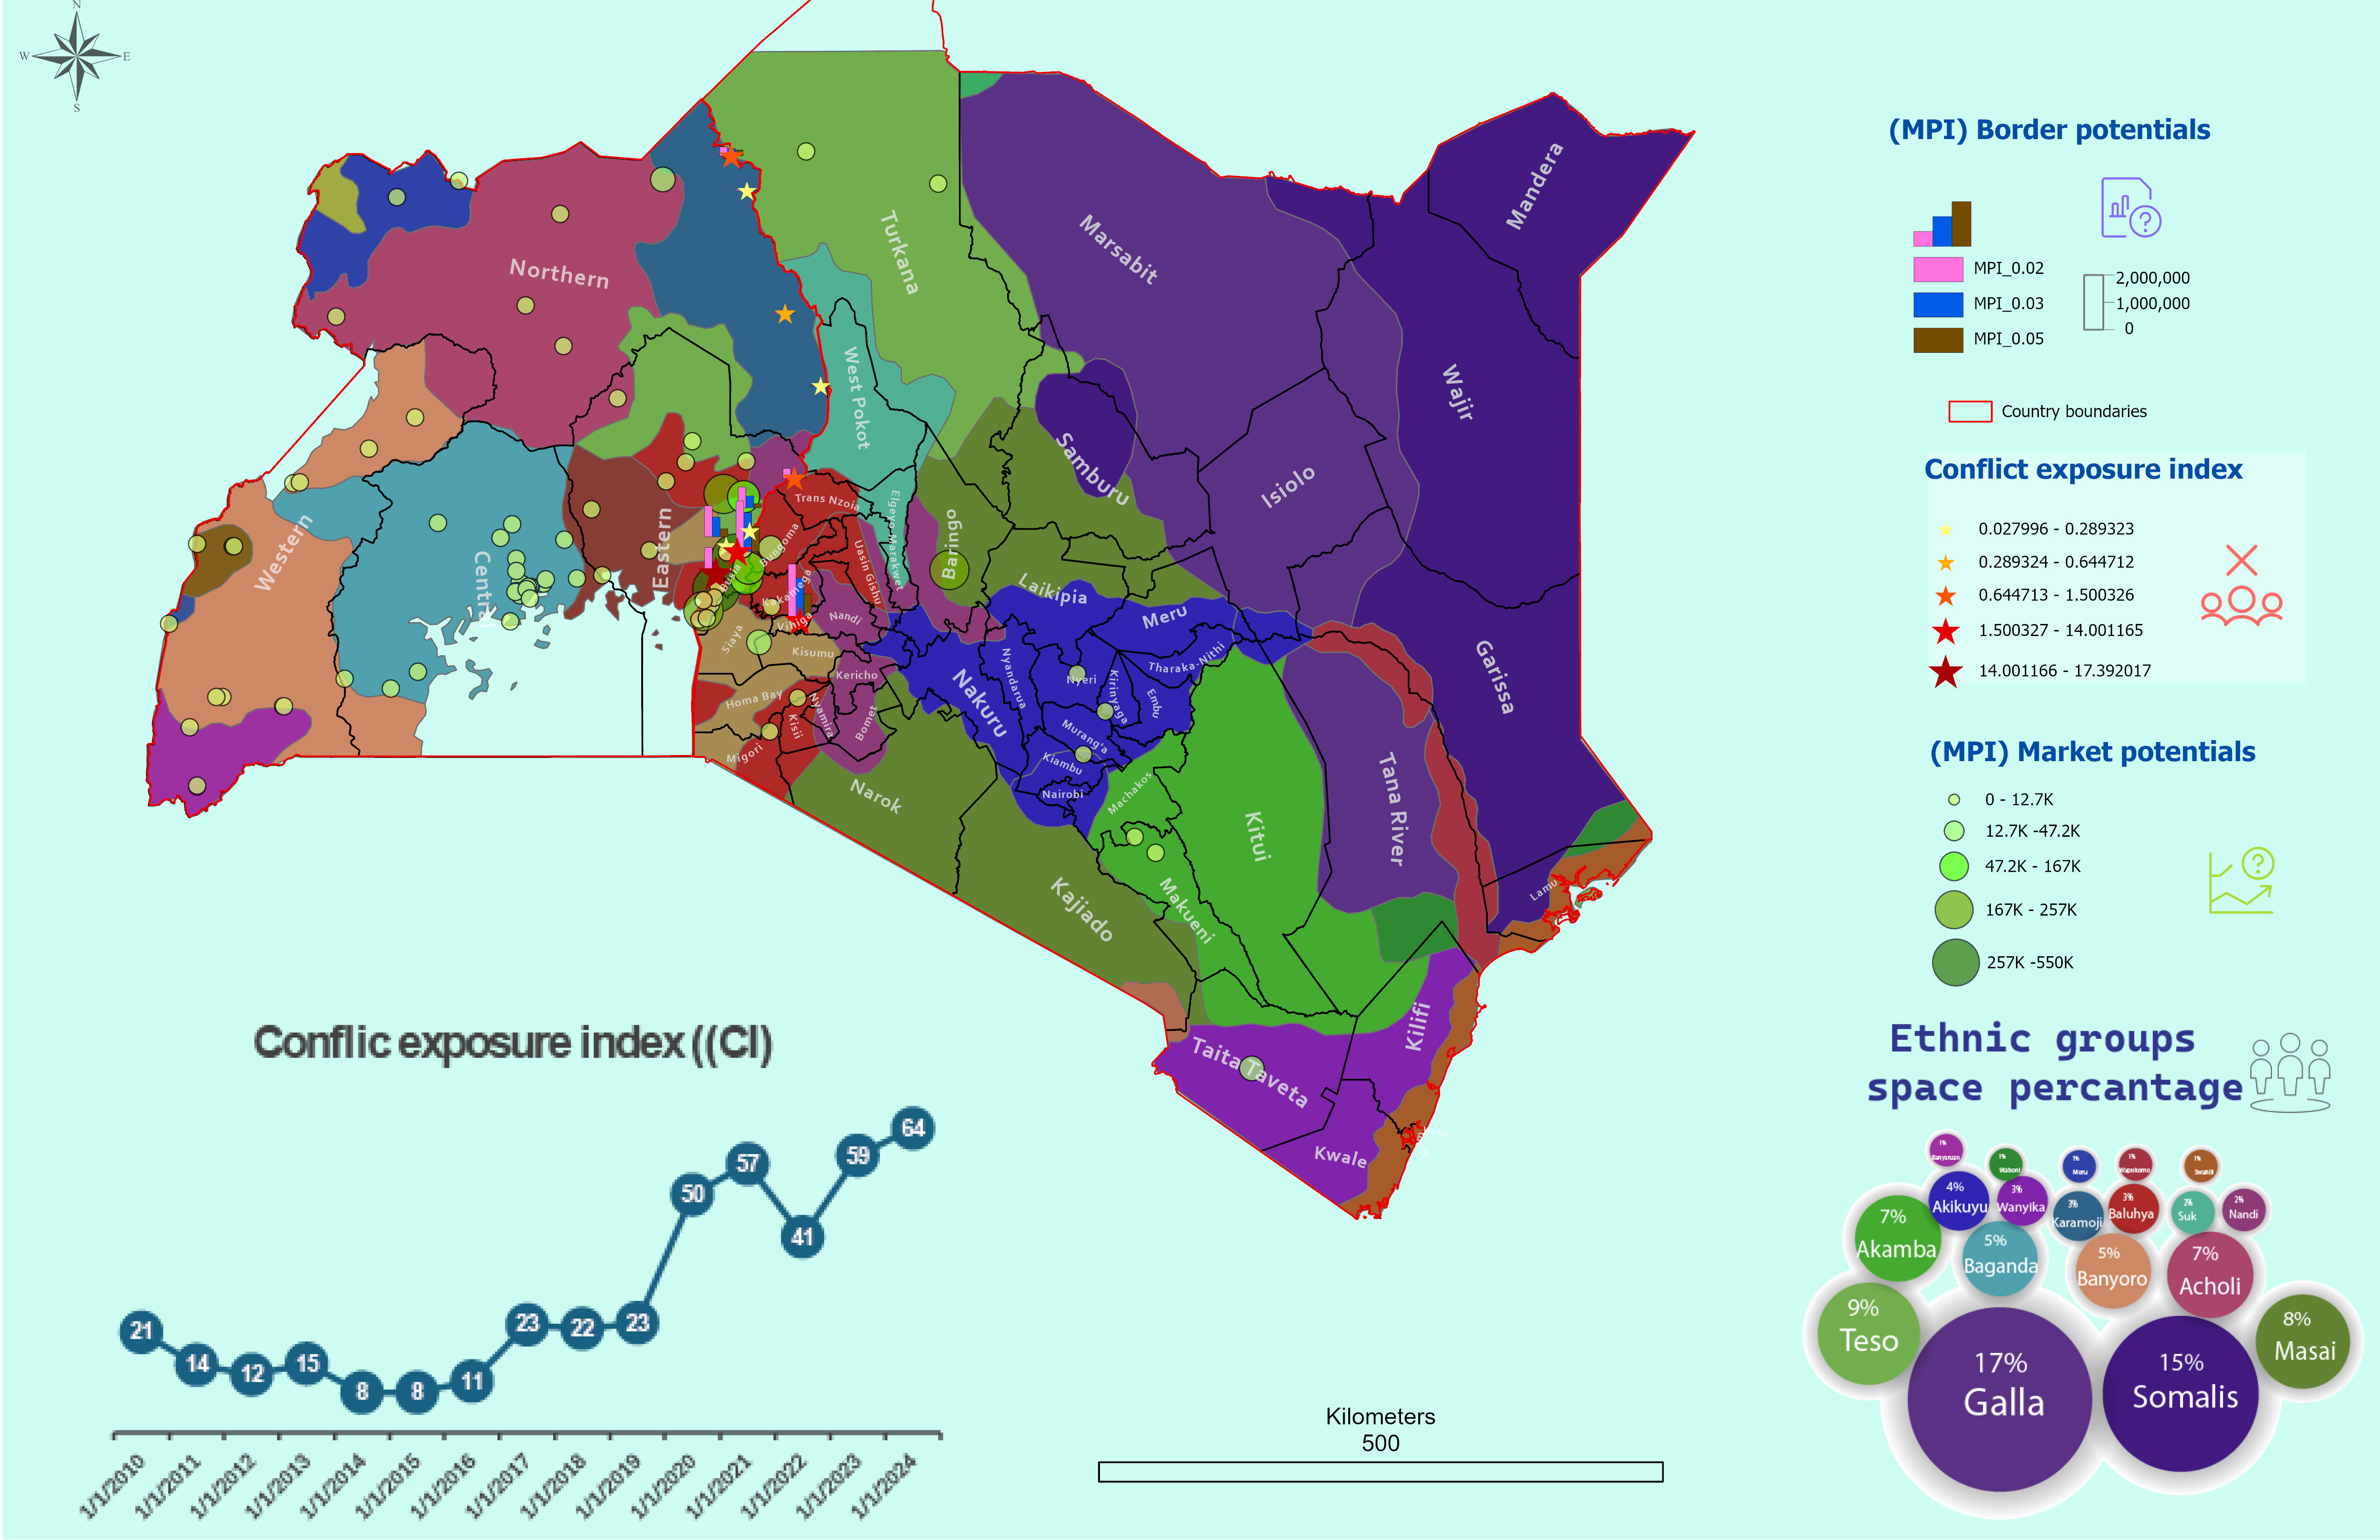 N
W
E
S
Northern
Western
Central
Eastern
Turkana
West Pokot
Marsabit
Mandera
Wajir
Samburu
Isiolo
Trans Nzoia
Elgeyo-Marakwet
Uasin Gishu
Bungoma
Busia
Kakamega
Vihiga
Nandi
Baringo
Laikipia
Meru
Siaya
Kisumu
Kericho
Homa Bay
Kisii
Nyamira
Bomet
Migori
Nakuru
Nyandarua
Nyeri
Kirinyaga
Embu
Tharaka-Nithi
Murang'a
Kiambu
Nairobi
Machakos
Narok
Kajiado
Makueni
Kitui
Tana River
Garissa
Lamu
Kilifi
Taita Taveta
Kwale
(MPI) Border potentials
MPI_0.02
MPI_0.03
MPI_0.05
2,000,000
1,000,000
0
Country boundaries
Conflict exposure index
0.027996 - 0.289323
0.289324 - 0.644712
0.644713 - 1.500326
1.500327 - 14.001165
14.001166 - 17.392017
(MPI) Market potentials
0 - 12.7K
12.7K -47.2K
47.2K - 167K
167K - 257K
257K -550K
Ethnic groups
space percantage
1%
1%
Waboni
1%
Meru
1%
Wapokomo
1%
Swahili
4%
Akikuyu
3%
Wanyika
3%
Karamoji
3%
Baluhya
2%
Suk
2%
Nandi
7%
Akamba
5%
Baganda
5%
Banyoro
7%
Acholi
9%
Teso
17%
Galla
15%
Somalis
8%
Masai
Conflic exposure index ((CI)
21
14
12
15
8
8
11
23
22
23
50
57
41
59
64
1/1/2010
1/1/2011
1/1/2012
1/1/2013
1/1/2014
1/1/2015
1/1/2016
1/1/2017
1/1/2018
1/1/2019
1/1/2020
1/1/2021
1/1/2022
1/1/2023
1/1/2024
Kilometers
500